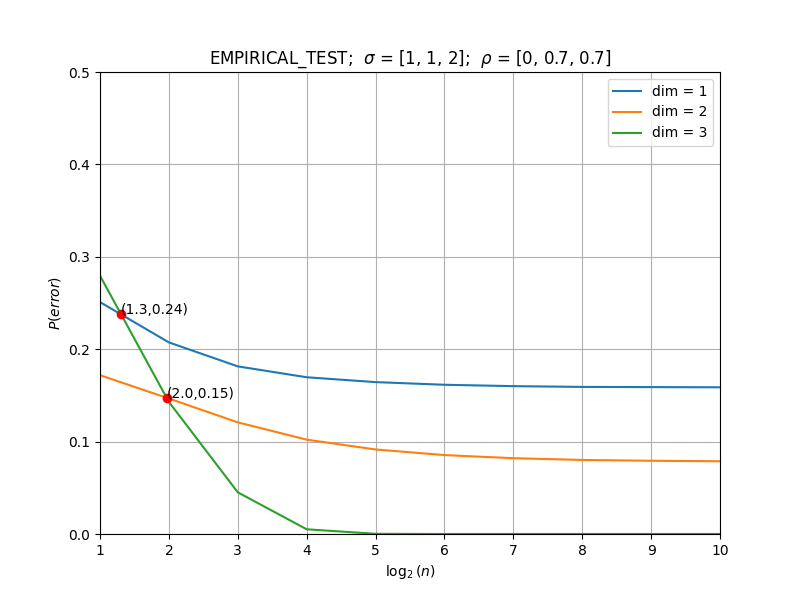 EMPIRICAL_TEST; σ = [1, 1, 2]; ρ = [0, 0.7, 0.7]
dim = 1
dim = 2
dim = 3
0.5
0.4
0.3
0.2
0.1
0.0
P(error)
(1.3,0.24)
(2.0,0.15)
1 2 3 4 5 6 7 8 9 10
log₂(n)